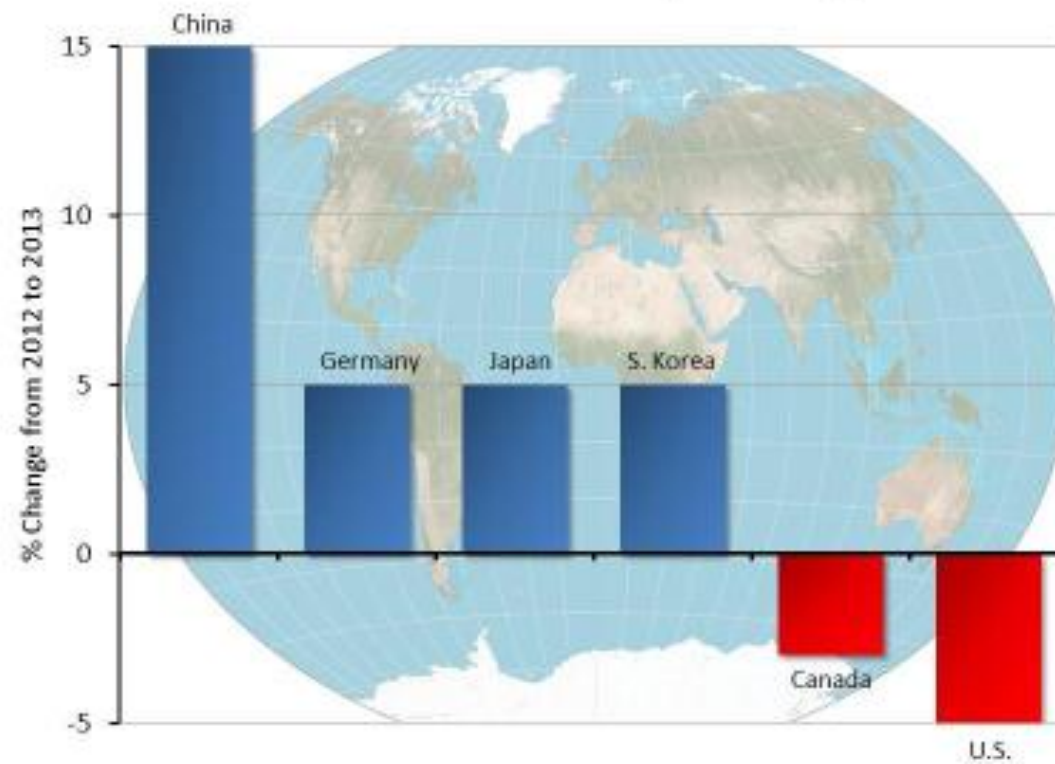 China
15
10
5
0
-5
% Change from 2012 to 2013
Germany
Japan
S. Korea
Canada
U.S.